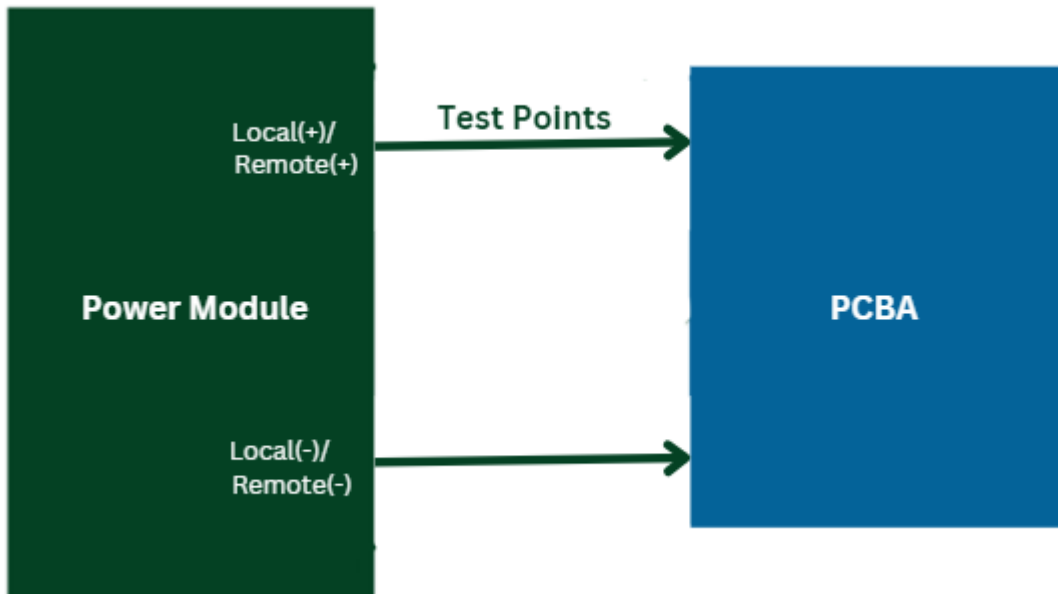 Test Points
Local(+)/
Remote(+)
Power Module
PCBA
Local(-)/
Remote(-)